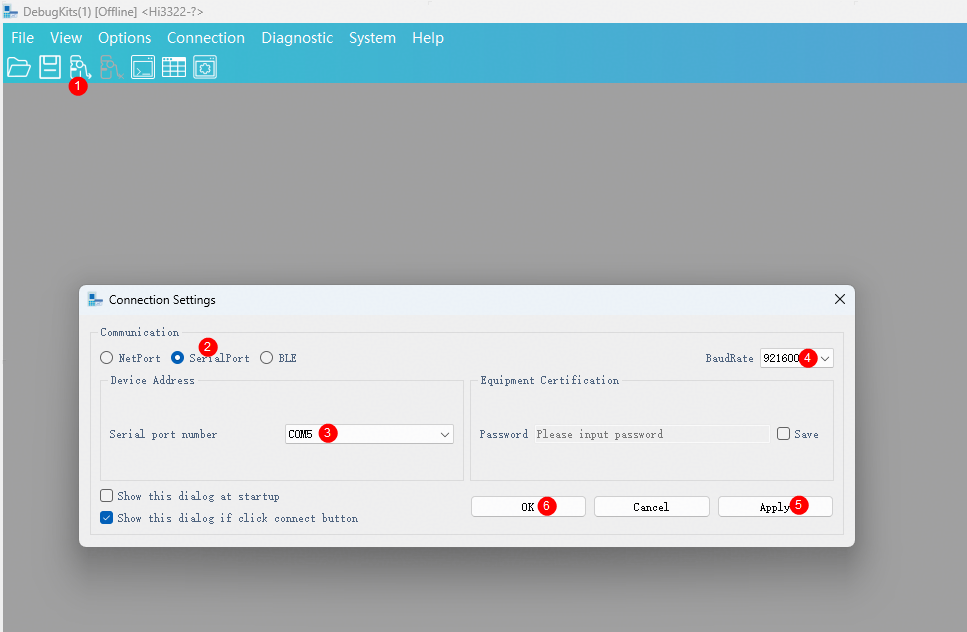 DebugKits(1) [Offline] <Hi3322-?>
File View Options Connection Diagnostic System Help
1
Connection Settings
Communication
2
NetPort SerialPort BLE
BaudRate 921600 4
Device Address
Equipment Certification
Serial port number COM5 3
Password Please input password Save
Show this dialog at startup
Show this dialog if click connect button
OK 6 Cancel Apply 5